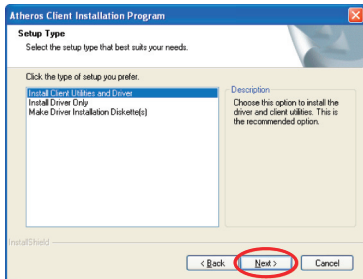 Atheros Client Installation Program
Setup Type
Select the setup type that best suits your needs.
Click the type of setup you prefer.
Install Client Utilities and Driver
Install Driver Only
Make Driver Installation Diskette(s)
Description
Choose this option to install the
driver and client utilities. This is
the recommended option.
InstallShield
< Back
Next >
Cancel